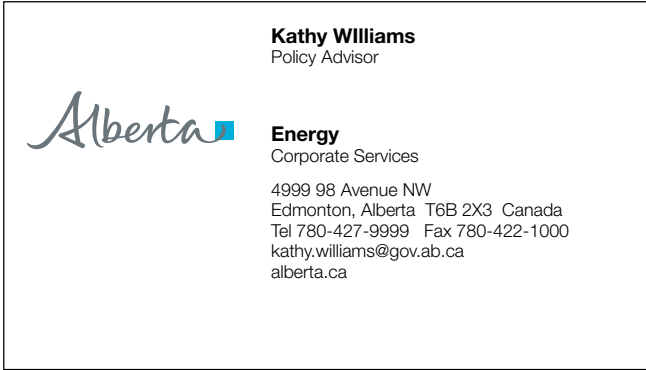 Kathy WIlliams
Policy Advisor
Alberta
Energy
Corporate Services
4999 98 Avenue NW
Edmonton, Alberta  T6B 2X3  Canada
Tel 780-427-9999   Fax 780-422-1000
kathy.williams@gov.ab.ca
alberta.ca